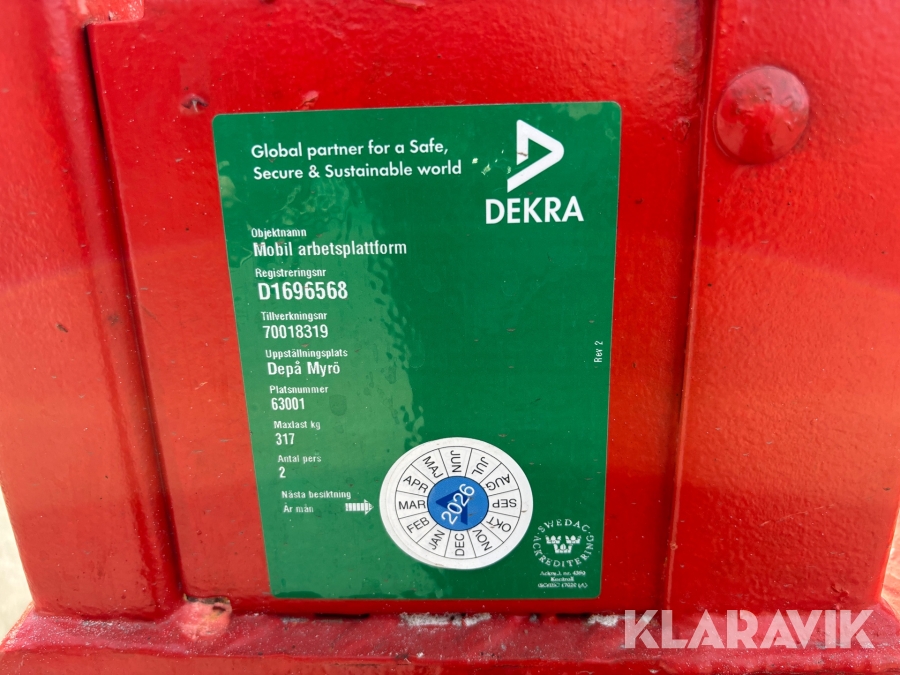 Global partner for a Safe,
Secure & Sustainable world
DEKRA
Objektnamn
Mobil arbetsplattform
Registreringsnr
D1696568
Tillverkningsnr
70018319
Uppställningsplats
Depå Myrö
Platsnummer
63001
Maxlast kg
317
Antal pers
2
Nästa besiktning
År mån
Rev 2
JAN
FEB
MAR
APR
MAJ
JUN
JUL
AUG
SEP
OKT
NOV
DEC
2026
SWEDAC
ACKREDITERING
Kontroll
KLARAVIK